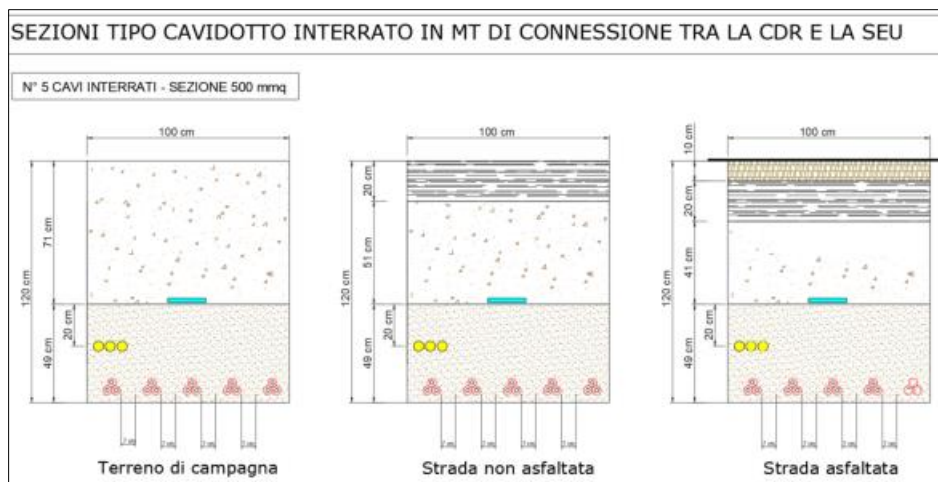 SEZIONI TIPO CAVIDOTTO INTERRATO IN MT DI CONNESSIONE TRA LA CDR E LA SEU
N° 5 CAVI INTERRATI - SEZIONE 500 mmq
100 cm
120 cm
71 cm
49 cm
20 cm
Terreno di campagna
100 cm
120 cm
20 cm
51 cm
49 cm
20 cm
Strada non asfaltata
100 cm
10 cm
120 cm
20 cm
41 cm
49 cm
20 cm
Strada asfaltata